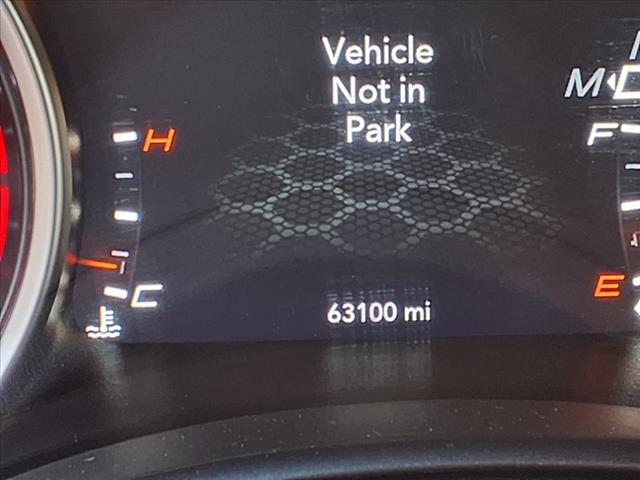 Vehicle
Not in
Park
M
H
F
C
E
63100 mi